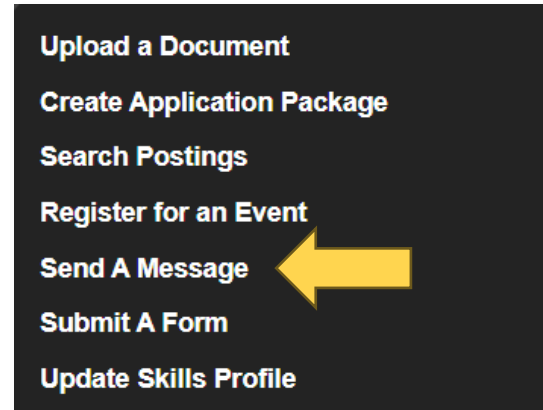 Upload a Document
Create Application Package
Search Postings
Register for an Event
Send A Message
Submit A Form
Update Skills Profile